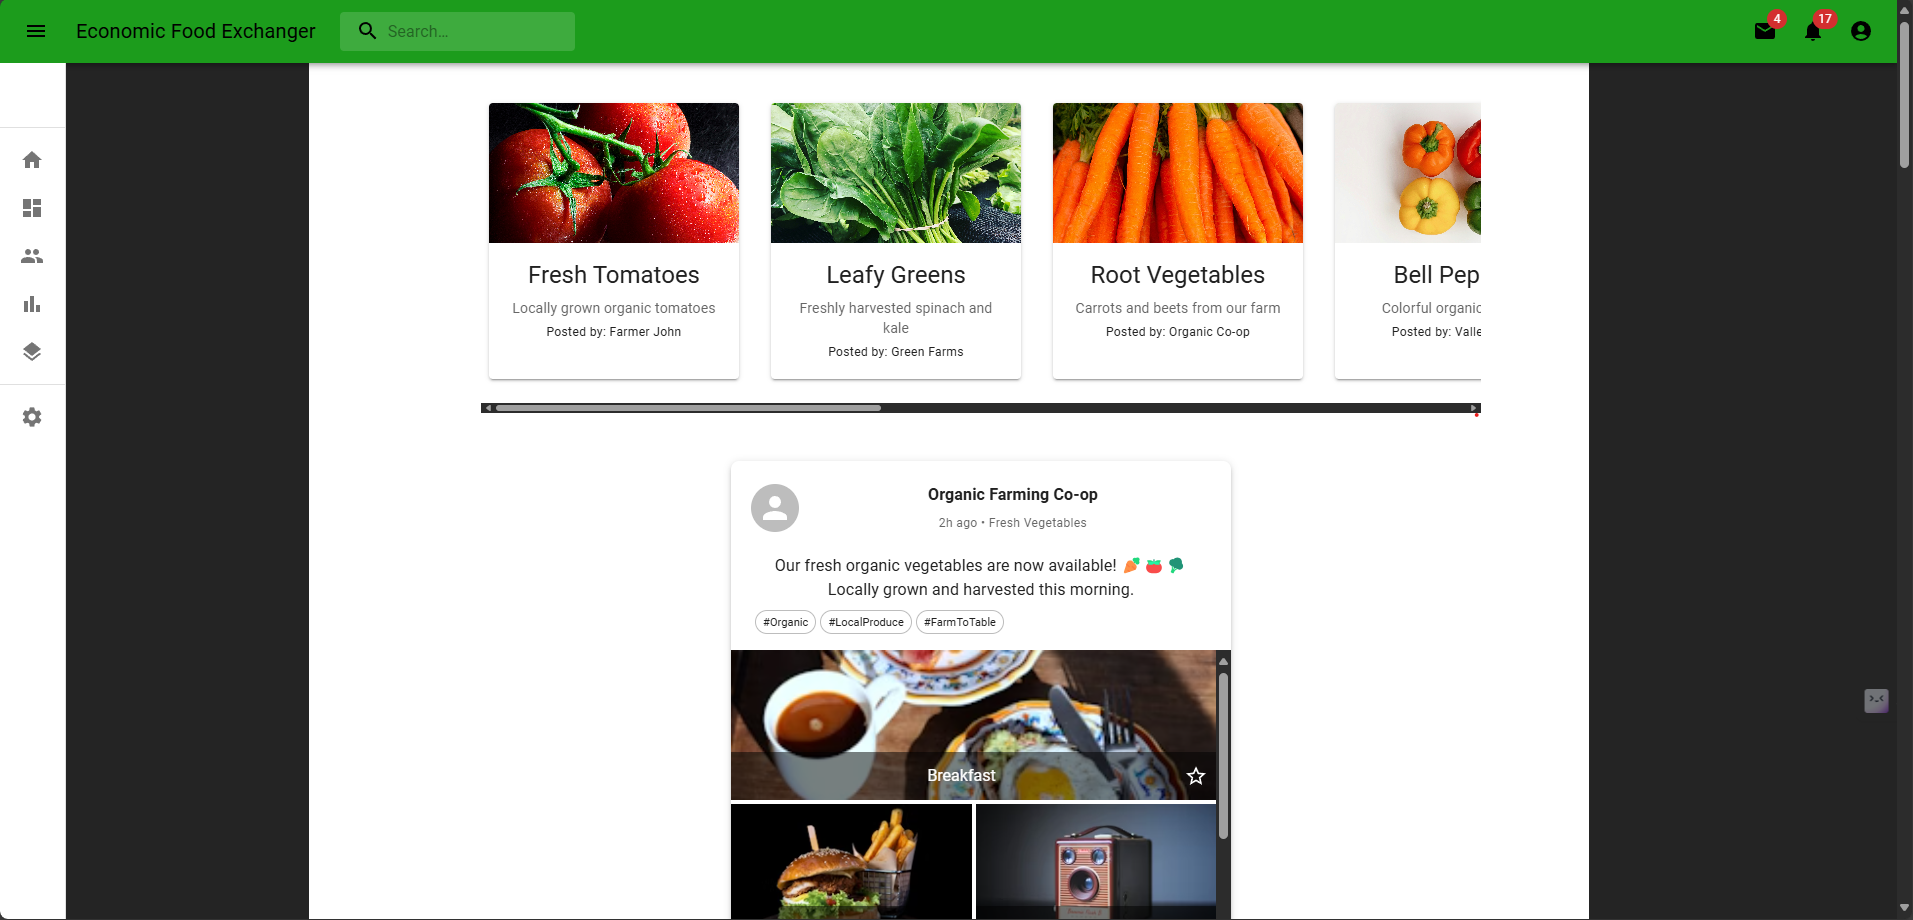 Economic Food Exchanger
Search...
4
17
Fresh Tomatoes
Locally grown organic tomatoes
Posted by: Farmer John
Leafy Greens
Freshly harvested spinach and
kale
Posted by: Green Farms
Root Vegetables
Carrots and beets from our farm
Posted by: Organic Co-op
Bell Pep
Colorful organic
Posted by: Valle
Organic Farming Co-op
2h ago • Fresh Vegetables
Our fresh organic vegetables are now available! 🥕 🍅 🥦
Locally grown and harvested this morning.
#Organic #LocalProduce #FarmToTable
Breakfast